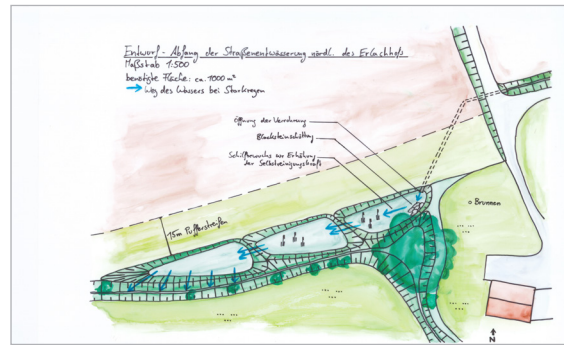 Entwurf - Abfang der Straßenentwässerung nördl. des Erlachhofs
Maßstab 1:500
benötigte Fläche: ca. 1000 m²
Weg des Wassers bei Starkregen
Öffnung der Verrohrung
Blocksteinschüttung
Schilfbewuchs zur Erhöhung
der Selbstreinigungskraft
15m Pufferstreifen
Brunnen
N